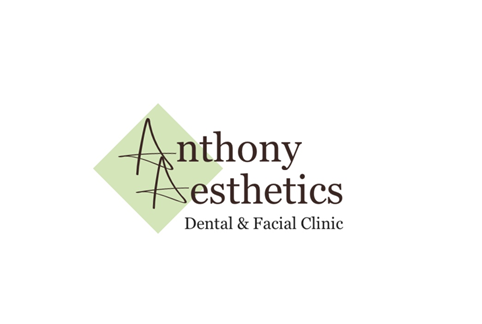 Anthony
Aesthetics
Dental & Facial Clinic